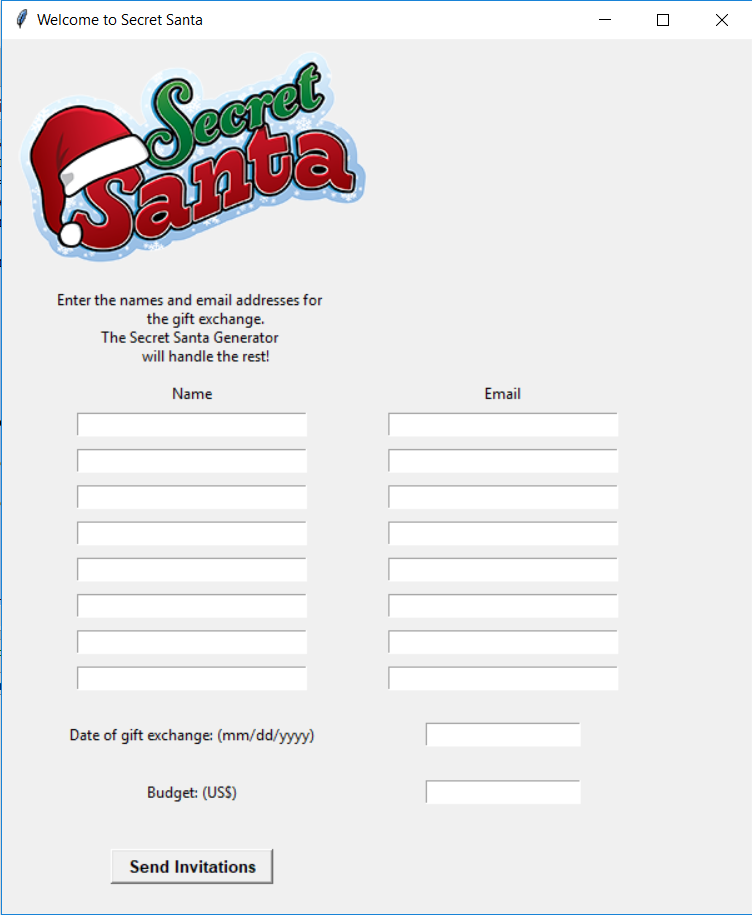 Welcome to Secret Santa
Secret
Santa
Enter the names and email addresses for
the gift exchange.
The Secret Santa Generator
will handle the rest!
Name Email
Date of gift exchange: (mm/dd/yyyy)
Budget: (US$)
Send Invitations